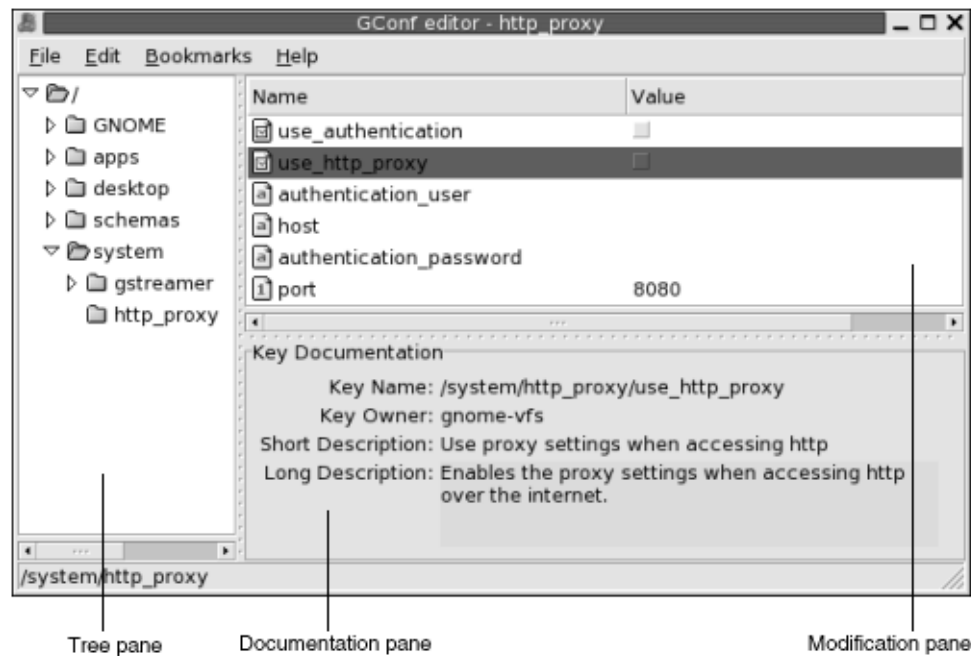 GConf editor - http_proxy
File Edit Bookmarks Help
/
GNOME
apps
desktop
schemas
system
gstreamer
http_proxy
Name Value
use_authentication
use_http_proxy
a authentication_user
a host
a authentication_password
1 port 8080
Key Documentation
Key Name: /system/http_proxy/use_http_proxy
Key Owner: gnome-vfs
Short Description: Use proxy settings when accessing http
Long Description: Enables the proxy settings when accessing http
over the internet.
/system/http_proxy
Tree pane Documentation pane Modification pane